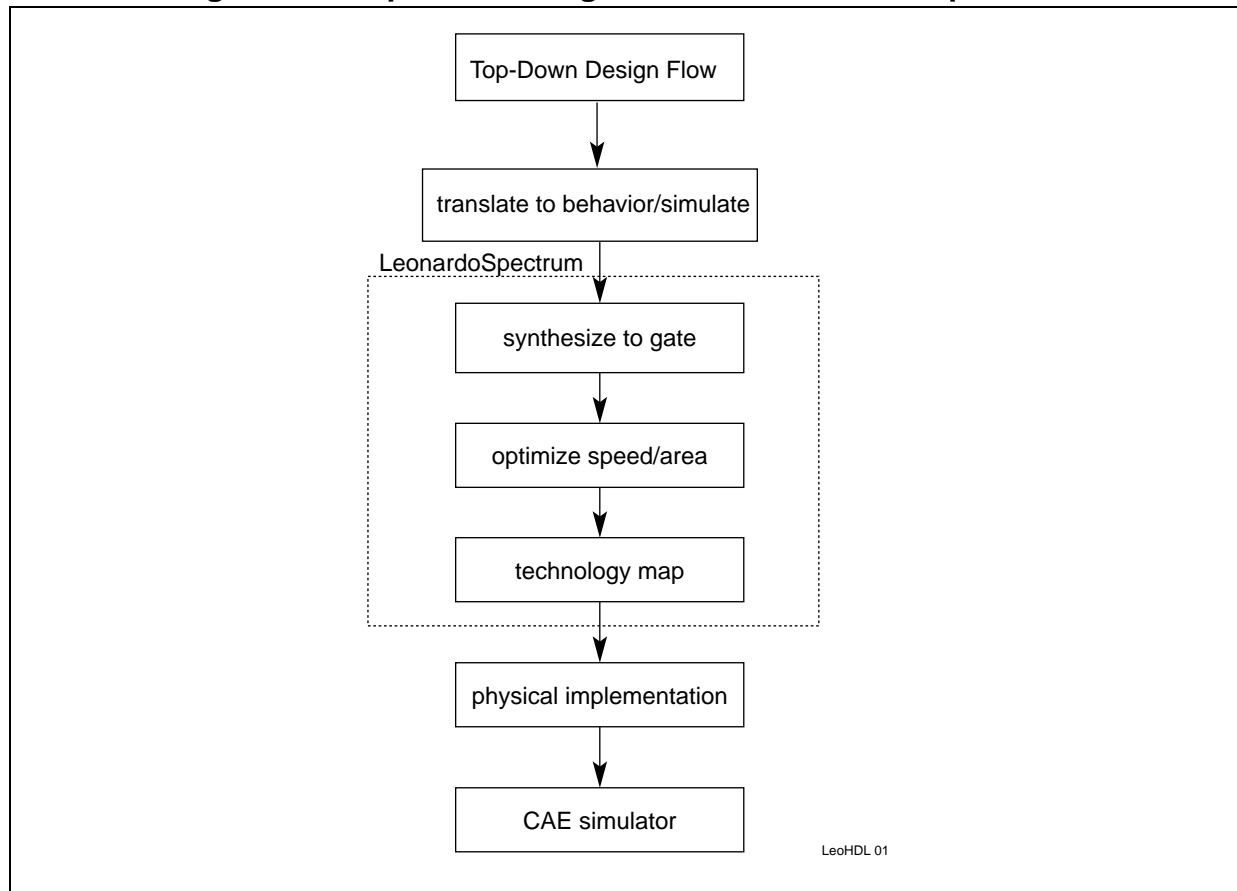 Top-Down Design Flow
translate to behavior/simulate
LeonardoSpectrum
synthesize to gate
optimize speed/area
technology map
physical implementation
CAE simulator
LeoHDL 01